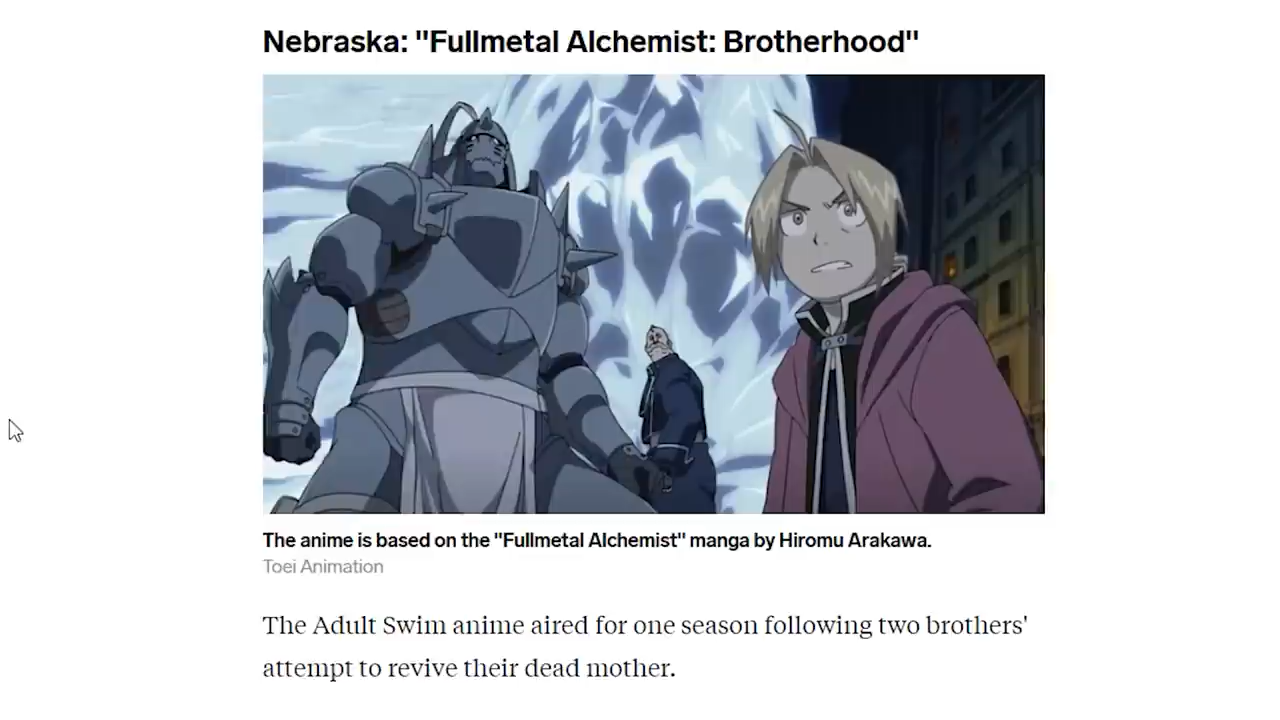 Nebraska: "Fullmetal Alchemist: Brotherhood"
The anime is based on the "Fullmetal Alchemist" manga by Hiromu Arakawa.
Toei Animation
The Adult Swim anime aired for one season following two brothers'
attempt to revive their dead mother.